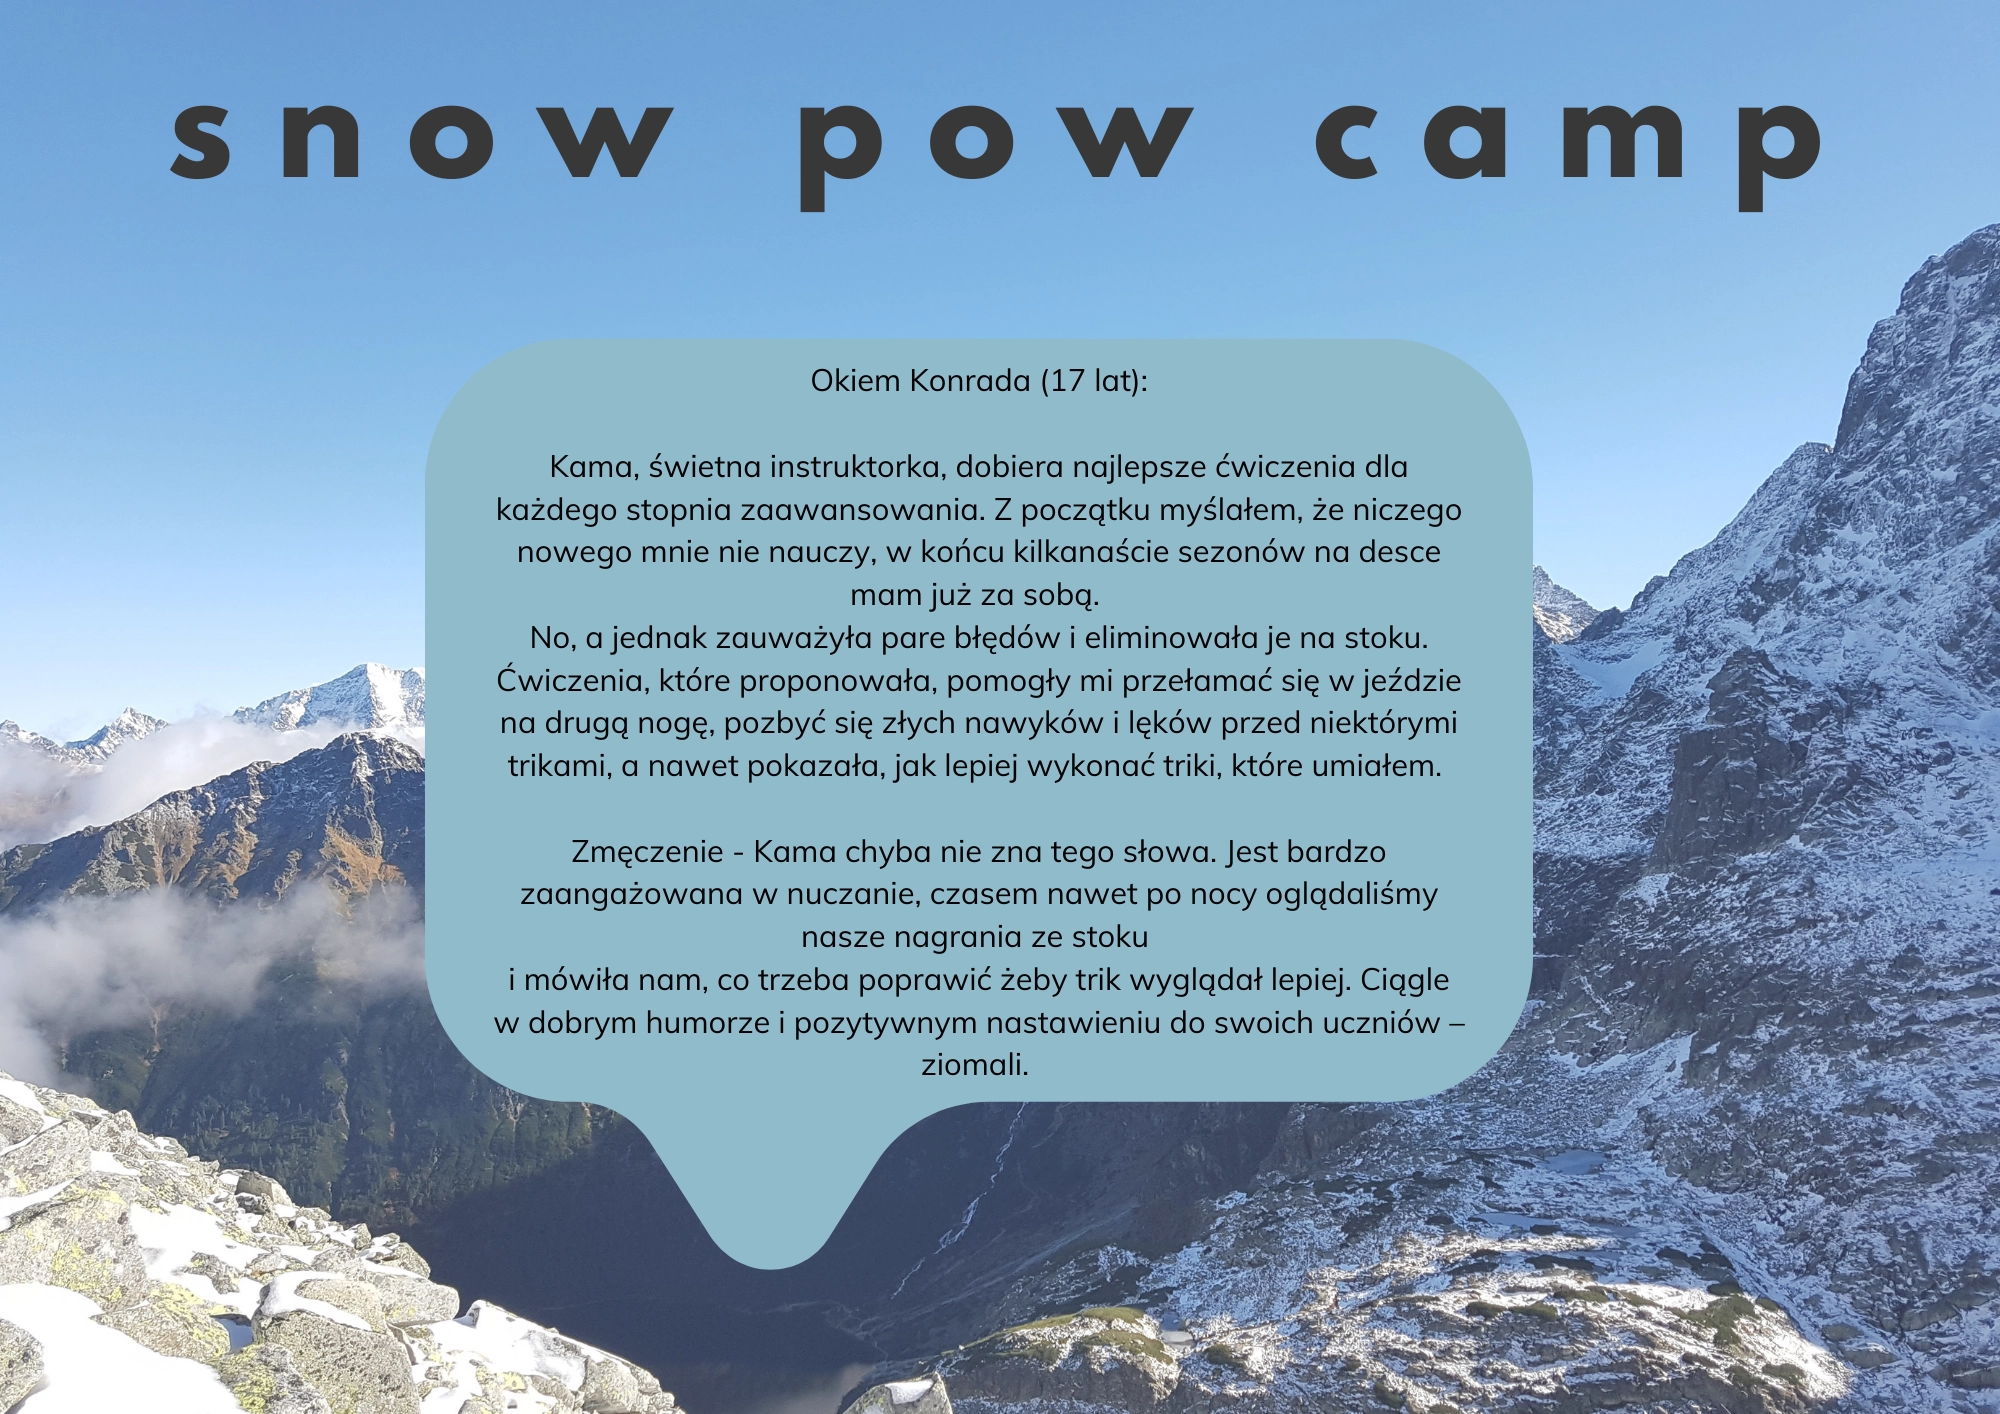 snow pow camp
Okiem Konrada (17 lat):
Kama, świetna instruktorka, dobiera najlepsze ćwiczenia dla
każdego stopnia zaawansowania. Z początku myślałem, że niczego
nowego mnie nie nauczy, w końcu kilkanaście sezonów na desce
mam już za sobą.
No, a jednak zauważyła pare błędów i eliminowała je na stoku.
Ćwiczenia, które proponowała, pomogły mi przełamać się w jeździe
na drugą nogę, pozbyć się złych nawyków i lęków przed niektórymi
trikami, a nawet pokazała, jak lepiej wykonać triki, które umiałem.
Zmęczenie - Kama chyba nie zna tego słowa. Jest bardzo
zaangażowana w nuczanie, czasem nawet po nocy oglądaliśmy
nasze nagrania ze stoku
i mówiła nam, co trzeba poprawić żeby trik wyglądał lepiej. Ciągle
w dobrym humorze i pozytywnym nastawieniu do swoich uczniów –
ziomali.